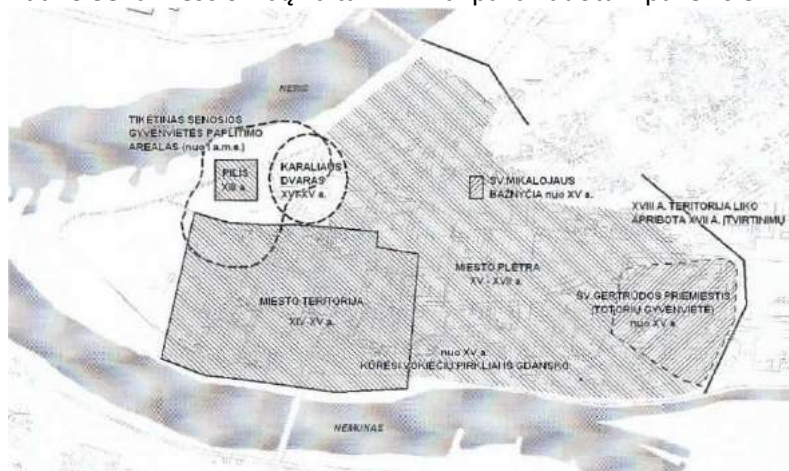 NERIS
TIKĖTINAS SENOSIOS
GYVENVIETĖS PAPLITIMO
AREALAS (nuo I a.m.e.)
PILIS
XIII a.
KARALIAUS
DVARAS
XVI-XV a.
ŠV.MIKALOJAUS
BAŽNYČIA nuo XV a.
XVIII A. TERITORIJA LIKO
APRIBOTA XVII A. ĮTVIRTINIMŲ
MIESTO PLĖTRA
XV - XVII a.
MIESTO TERITORIJA
XIV-XV a.
ŠV.GERTRŪDOS PRIEMIESTIS
(TOTORIŲ GYVENVIETĖ)
nuo XV a.
nuo XV a.
KŪRĖSI VOKIEČIŲ PIRKLIAI IŠ GDANSKO
NEMUNAS